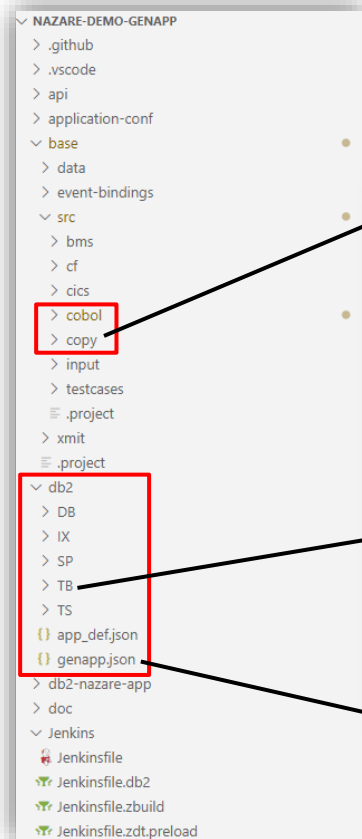 NAZARE-DEMO-GENAPP
.github
.vscode
api
application-conf
base
data
event-bindings
src
bms
cf
cics
cobol
copy
input
testcases
.project
xmit
.project
db2
DB
IX
SP
TB
TS
{} app_def.json
{} genapp.json
db2-nazare-app
doc
Jenkins
Jenkinsfile
Jenkinsfile.db2
Jenkinsfile.zbuild
Jenkinsfile.zdt.preload